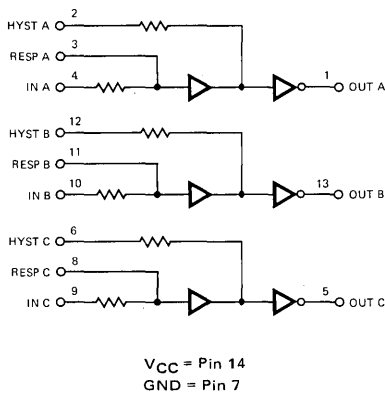 2
HYST A
3
RESP A
4
IN A
1
OUT A
12
HYST B
11
RESP B
10
IN B
13
OUT B
6
HYST C
8
RESP C
9
IN C
5
OUT C
VCC = Pin 14
GND = Pin 7